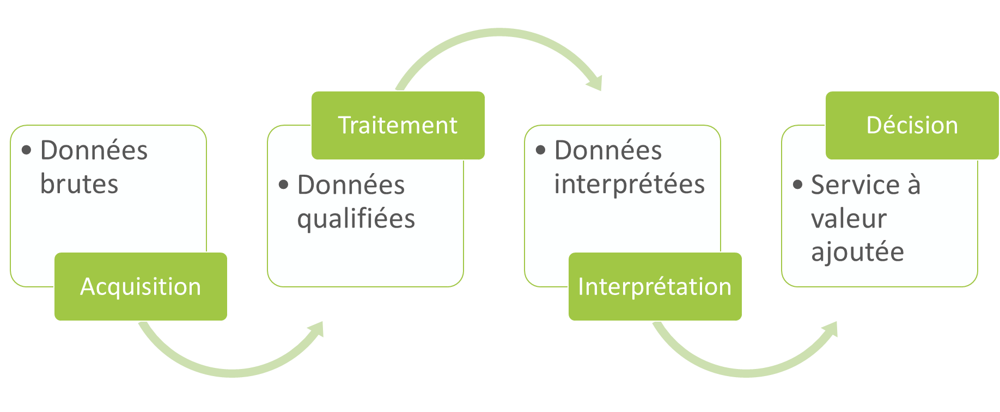 • Données
brutes
Acquisition
Traitement
• Données
qualifiées
• Données
interprétées
Interprétation
Décision
• Service à
valeur
ajoutée